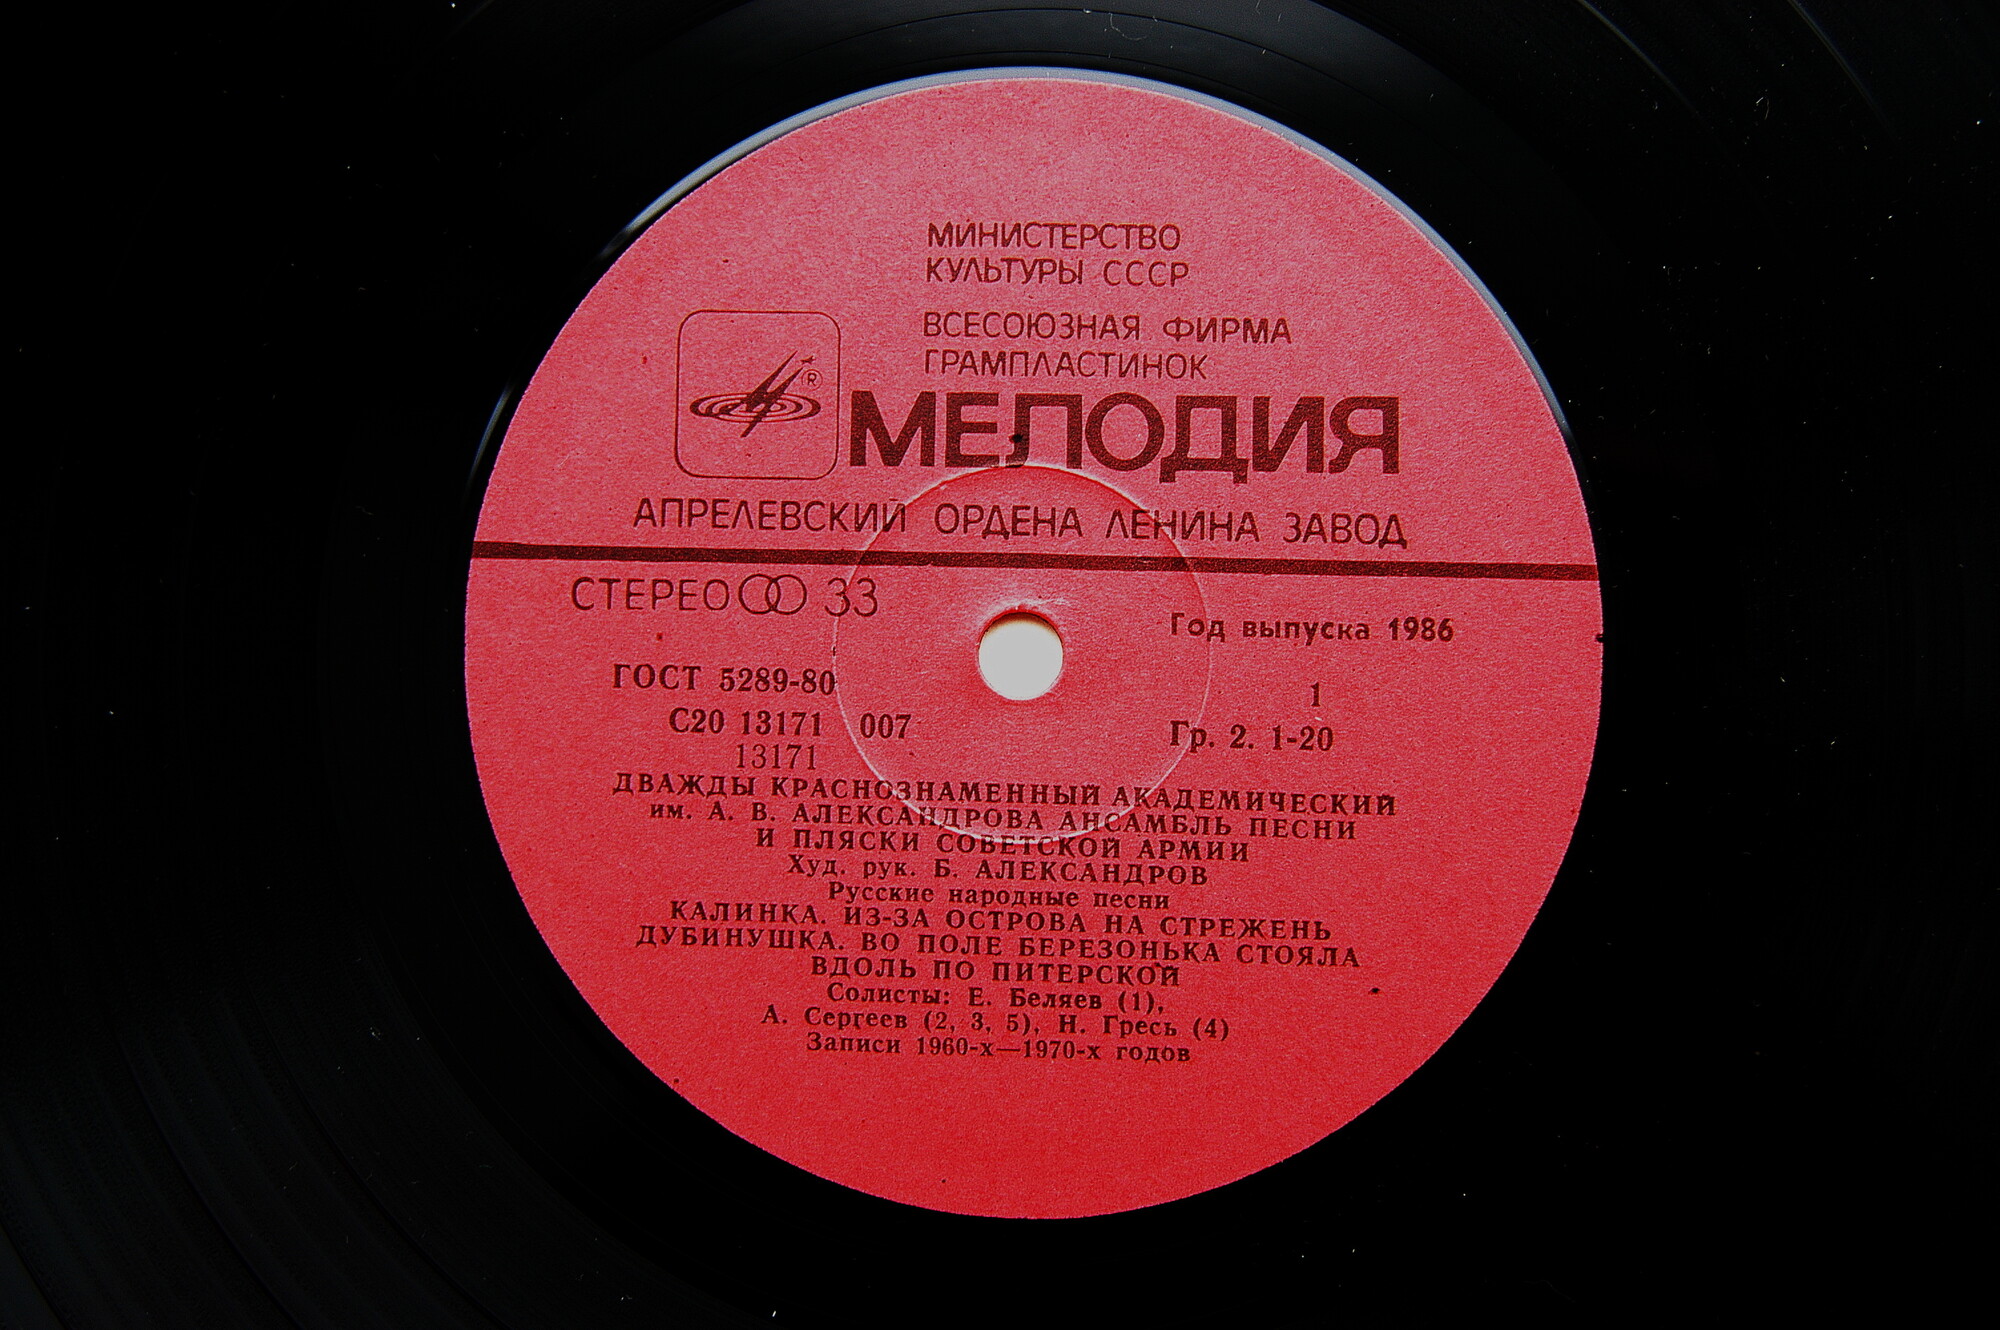 МИНИСТЕРСТВО
КУЛЬТУРЫ СССР
ВСЕСОЮЗНАЯ ФИРМА
ГРАМПЛАСТИНОК
®
МЕЛОДИЯ
АПРЕЛЕВСКИЙ ОРДЕНА ЛЕНИНА ЗАВОД
СТЕРЕО 33
Год выпуска 1986
ГОСТ 5289-80
1
С20 13171 007
Гр. 2. 1-20
13171
ДВАЖДЫ КРАСНОЗНАМЕННЫЙ АКАДЕМИЧЕСКИЙ
им. А. В. АЛЕКСАНДРОВА АНСАМБЛЬ ПЕСНИ
И ПЛЯСКИ СОВЕТСКОЙ АРМИИ
Худ. рук. Б. АЛЕКСАНДРОВ
Русские народные песни
КАЛИНКА. ИЗ-ЗА ОСТРОВА НА СТРЕЖЕНЬ
ДУБИНУШКА. ВО ПОЛЕ БЕРЕЗОНЬКА СТОЯЛА
ВДОЛЬ ПО ПИТЕРСКОЙ
Солисты: Е. Беляев (1),
А. Сергеев (2, 3, 5), Н. Гресь (4)
Записи 1960-х—1970-х годов